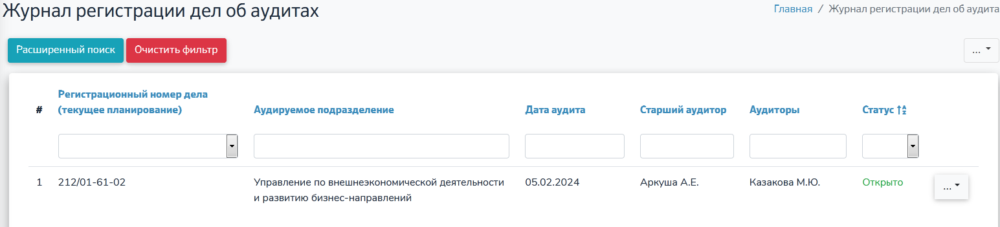 Журнал регистрации дел об аудитах
Главная / Журнал регистрации дел об аудита
Расширенный поиск
Очистить фильтр
...
#
Регистрационный номер дела
(текущее планирование)
Аудируемое подразделение
Дата аудита
Старший аудитор
Аудиторы
Статус
1
212/01-61-02
Управление по внешнеэкономической деятельности
и развитию бизнес-направлений
05.02.2024
Аркуша А.Е.
Казакова М.Ю.
Открыто
...